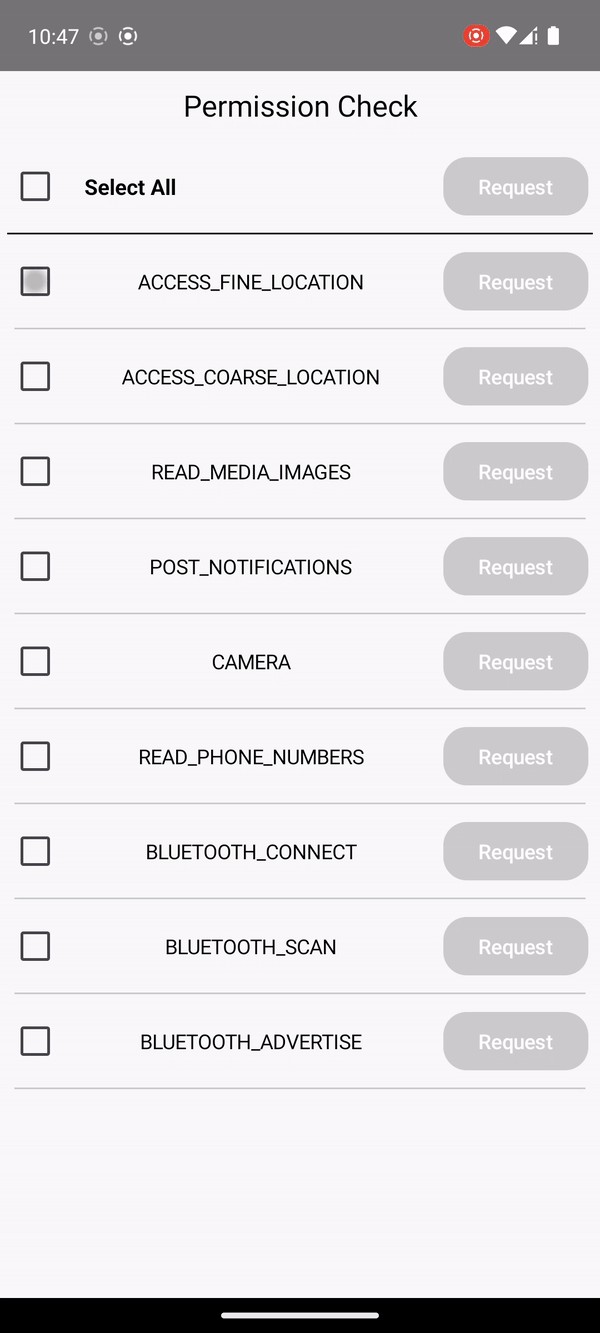 10:47
Permission Check
Select All Request
ACCESS_FINE_LOCATION Request
ACCESS_COARSE_LOCATION Request
READ_MEDIA_IMAGES Request
POST_NOTIFICATIONS Request
CAMERA Request
READ_PHONE_NUMBERS Request
BLUETOOTH_CONNECT Request
BLUETOOTH_SCAN Request
BLUETOOTH_ADVERTISE Request